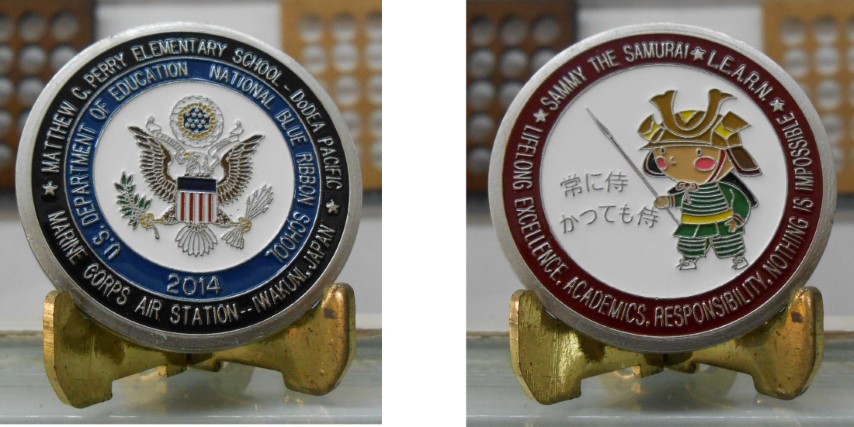 ★ MATTHEW C. PERRY ELEMENTARY SCHOOL - DoDEA PACIFIC ★
MARINE CORPS AIR STATION -- IWAKUNI, JAPAN
U.S. DEPARTMENT OF EDUCATION NATIONAL BLUE RIBBON SCHOOL
2014
★ SAMMY THE SAMURAI ★ L.E.A.R.N. ★
LIFELONG EXCELLENCE, ACADEMICS, RESPONSIBILITY, NOTHING IS IMPOSSIBLE
常に侍
かつても侍